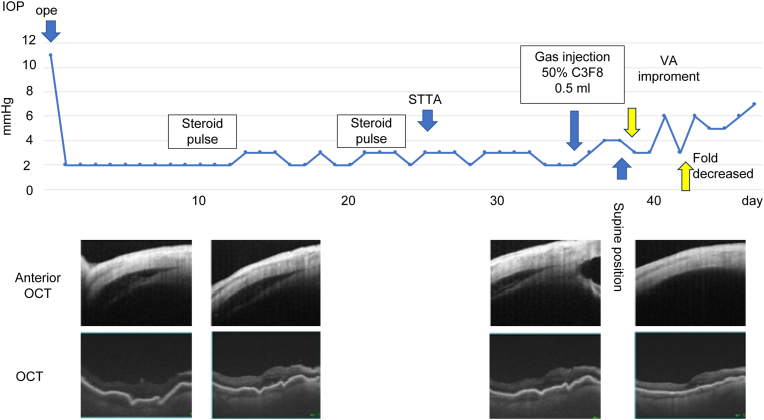 IOP
ope
12
10
8
6
4
2
0
mmHg
Steroid
pulse
Steroid
pulse
STTA
Gas injection
50% C3F8
0.5 ml
VA
improment
Fold
decreased
10
20
30
40
day
Supine position
Anterior
OCT
OCT